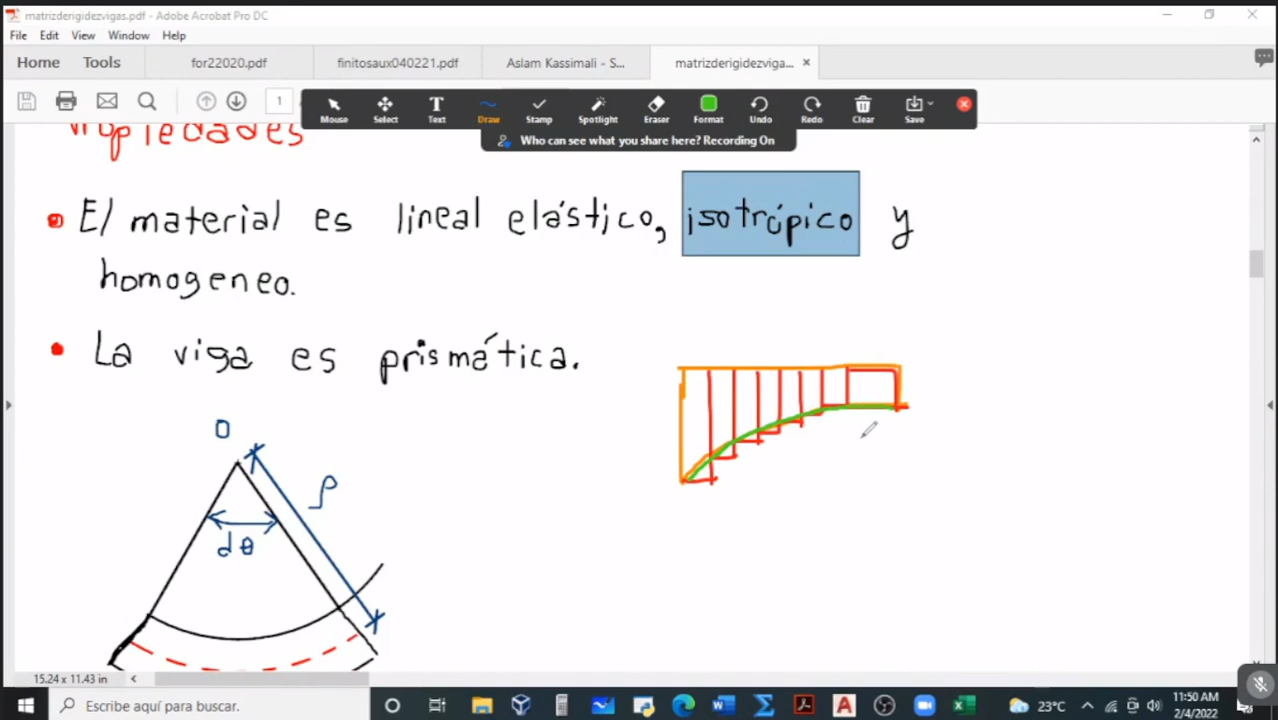 matrizderigidezvigas.pdf - Adobe Acrobat Pro DC
File Edit View Window Help
Home Tools for22020.pdf finitosaux040221.pdf Aslam Kassimali - S... matrizderigidezviga... ×
1
Mouse Select Text Draw Stamp Spotlight Eraser Format Undo Redo Clear Save
Who can see what you share here? Recording On
Propiedades
El material es lineal elástico, isotrópico y
homogeneo.
La viga es prismática.
O
ρ
dθ
15.24 x 11.43 in
Escribe aquí para buscar.
23°C
11:50 AM
2/4/2022